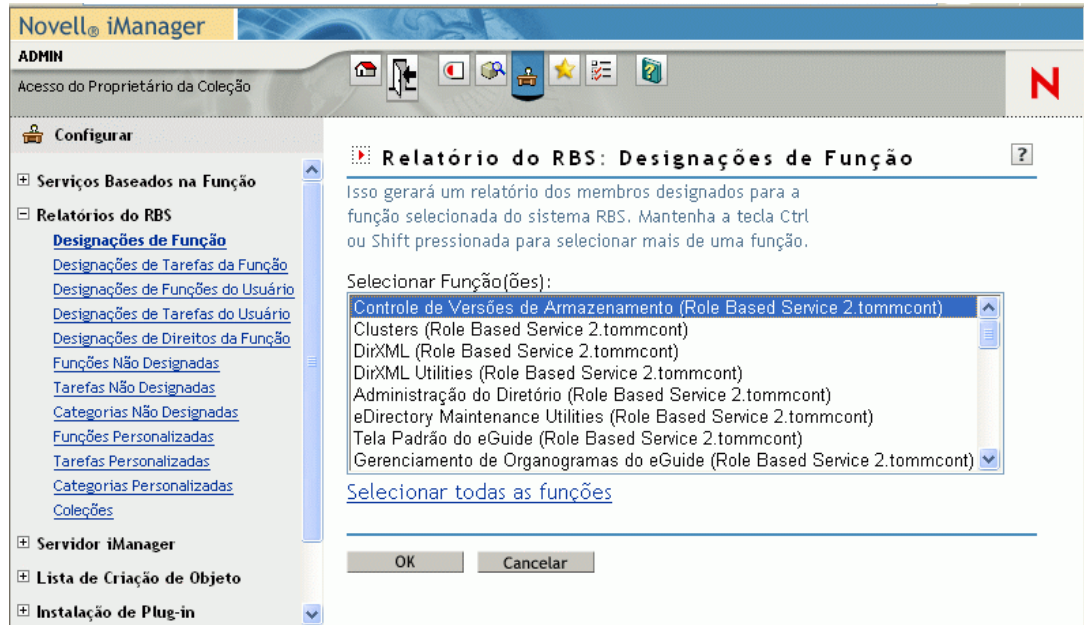 Novell® iManager
ADMIN
Acesso do Proprietário da Coleção
N
Configurar
Serviços Baseados na Função
Relatórios do RBS
Designações de Função
Designações de Tarefas da Função
Designações de Funções do Usuário
Designações de Tarefas do Usuário
Designações de Direitos da Função
Funções Não Designadas
Tarefas Não Designadas
Categorias Não Designadas
Funções Personalizadas
Tarefas Personalizadas
Categorias Personalizadas
Coleções
Servidor iManager
Lista de Criação de Objeto
Instalação de Plug-in
Relatório do RBS: Designações de Função
?
Isso gerará um relatório dos membros designados para a
função selecionada do sistema RBS. Mantenha a tecla Ctrl
ou Shift pressionada para selecionar mais de uma função.
Selecionar Função(ões):
Controle de Versões de Armazenamento (Role Based Service 2.tommcont)
Clusters (Role Based Service 2.tommcont)
DirXML (Role Based Service 2.tommcont)
DirXML Utilities (Role Based Service 2.tommcont)
Administração do Diretório (Role Based Service 2.tommcont)
eDirectory Maintenance Utilities (Role Based Service 2.tommcont)
Tela Padrão do eGuide (Role Based Service 2.tommcont)
Gerenciamento de Organogramas do eGuide (Role Based Service 2.tommcont)
Selecionar todas as funções
OK
Cancelar